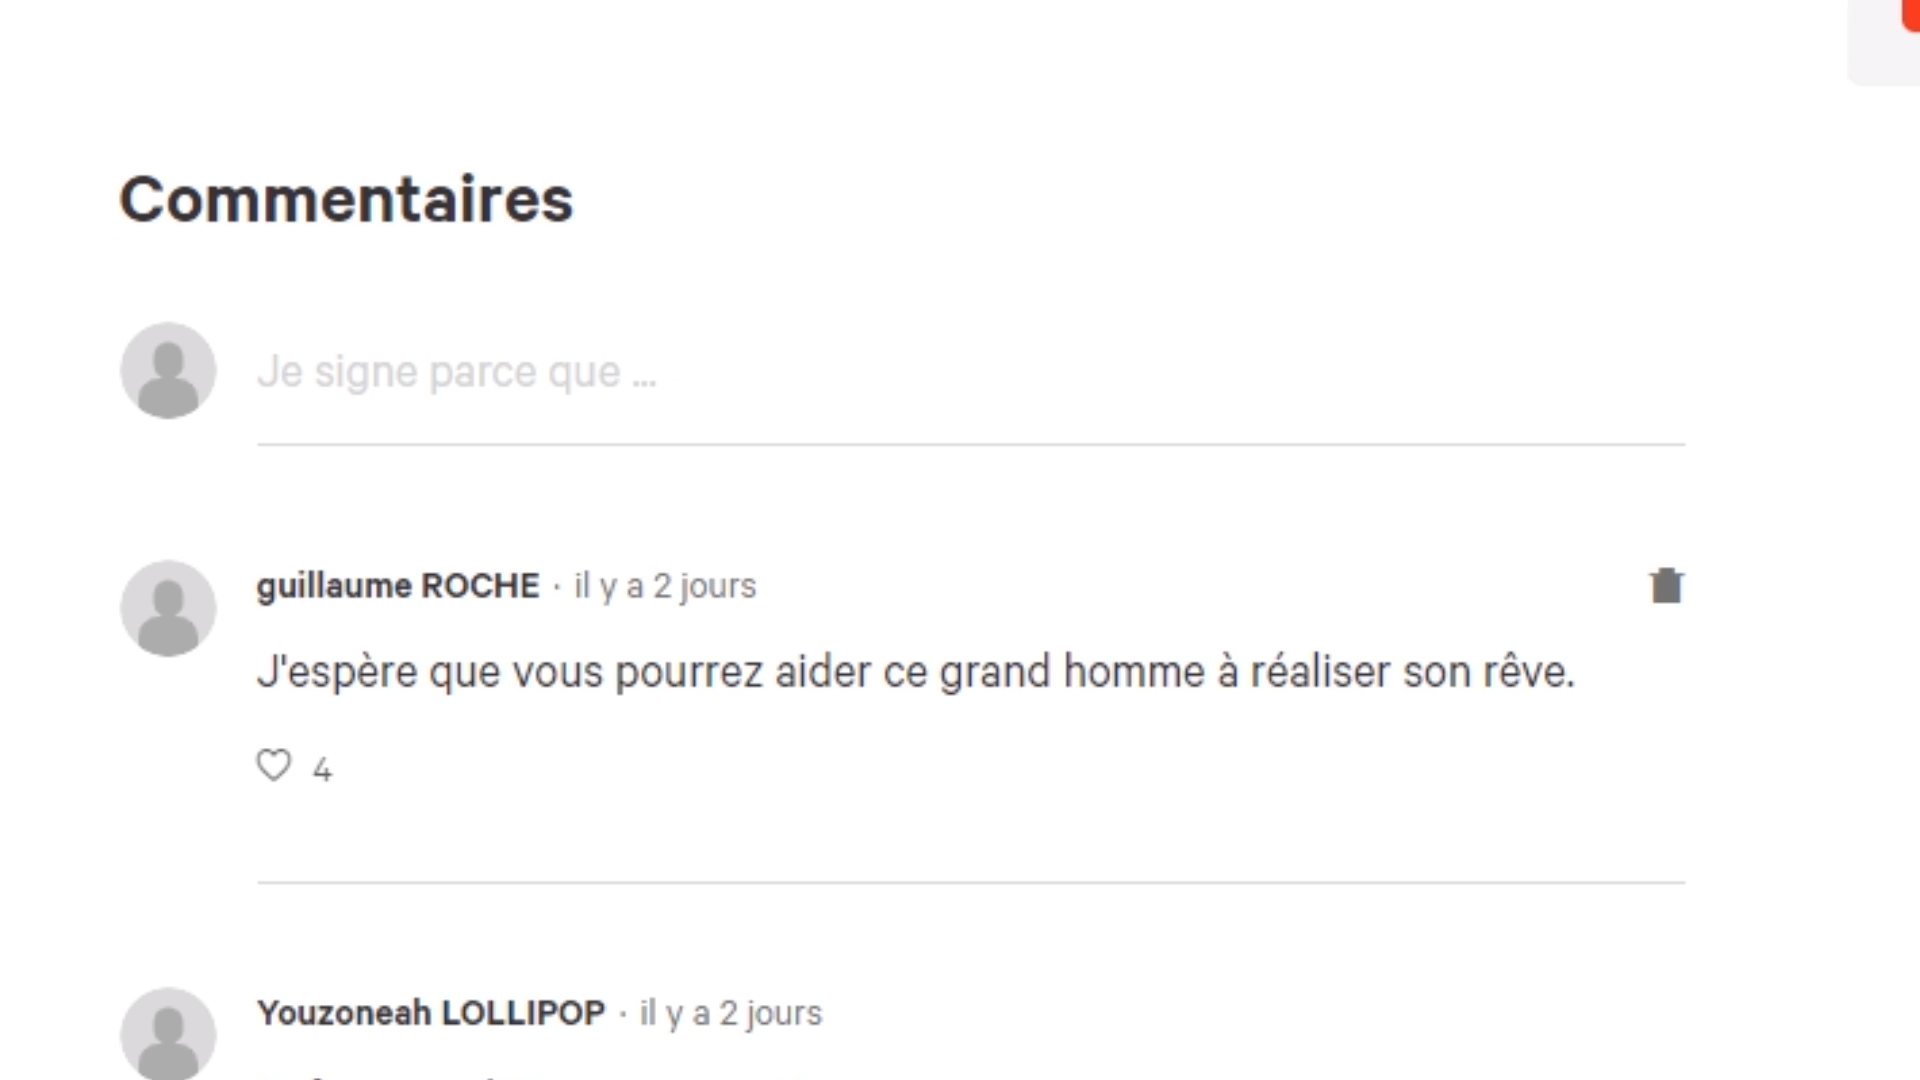 Commentaires
Je signe parce que ...
guillaume ROCHE · il y a 2 jours
J'espère que vous pourrez aider ce grand homme à réaliser son rêve.
4
Youzoneah LOLLIPOP · il y a 2 jours